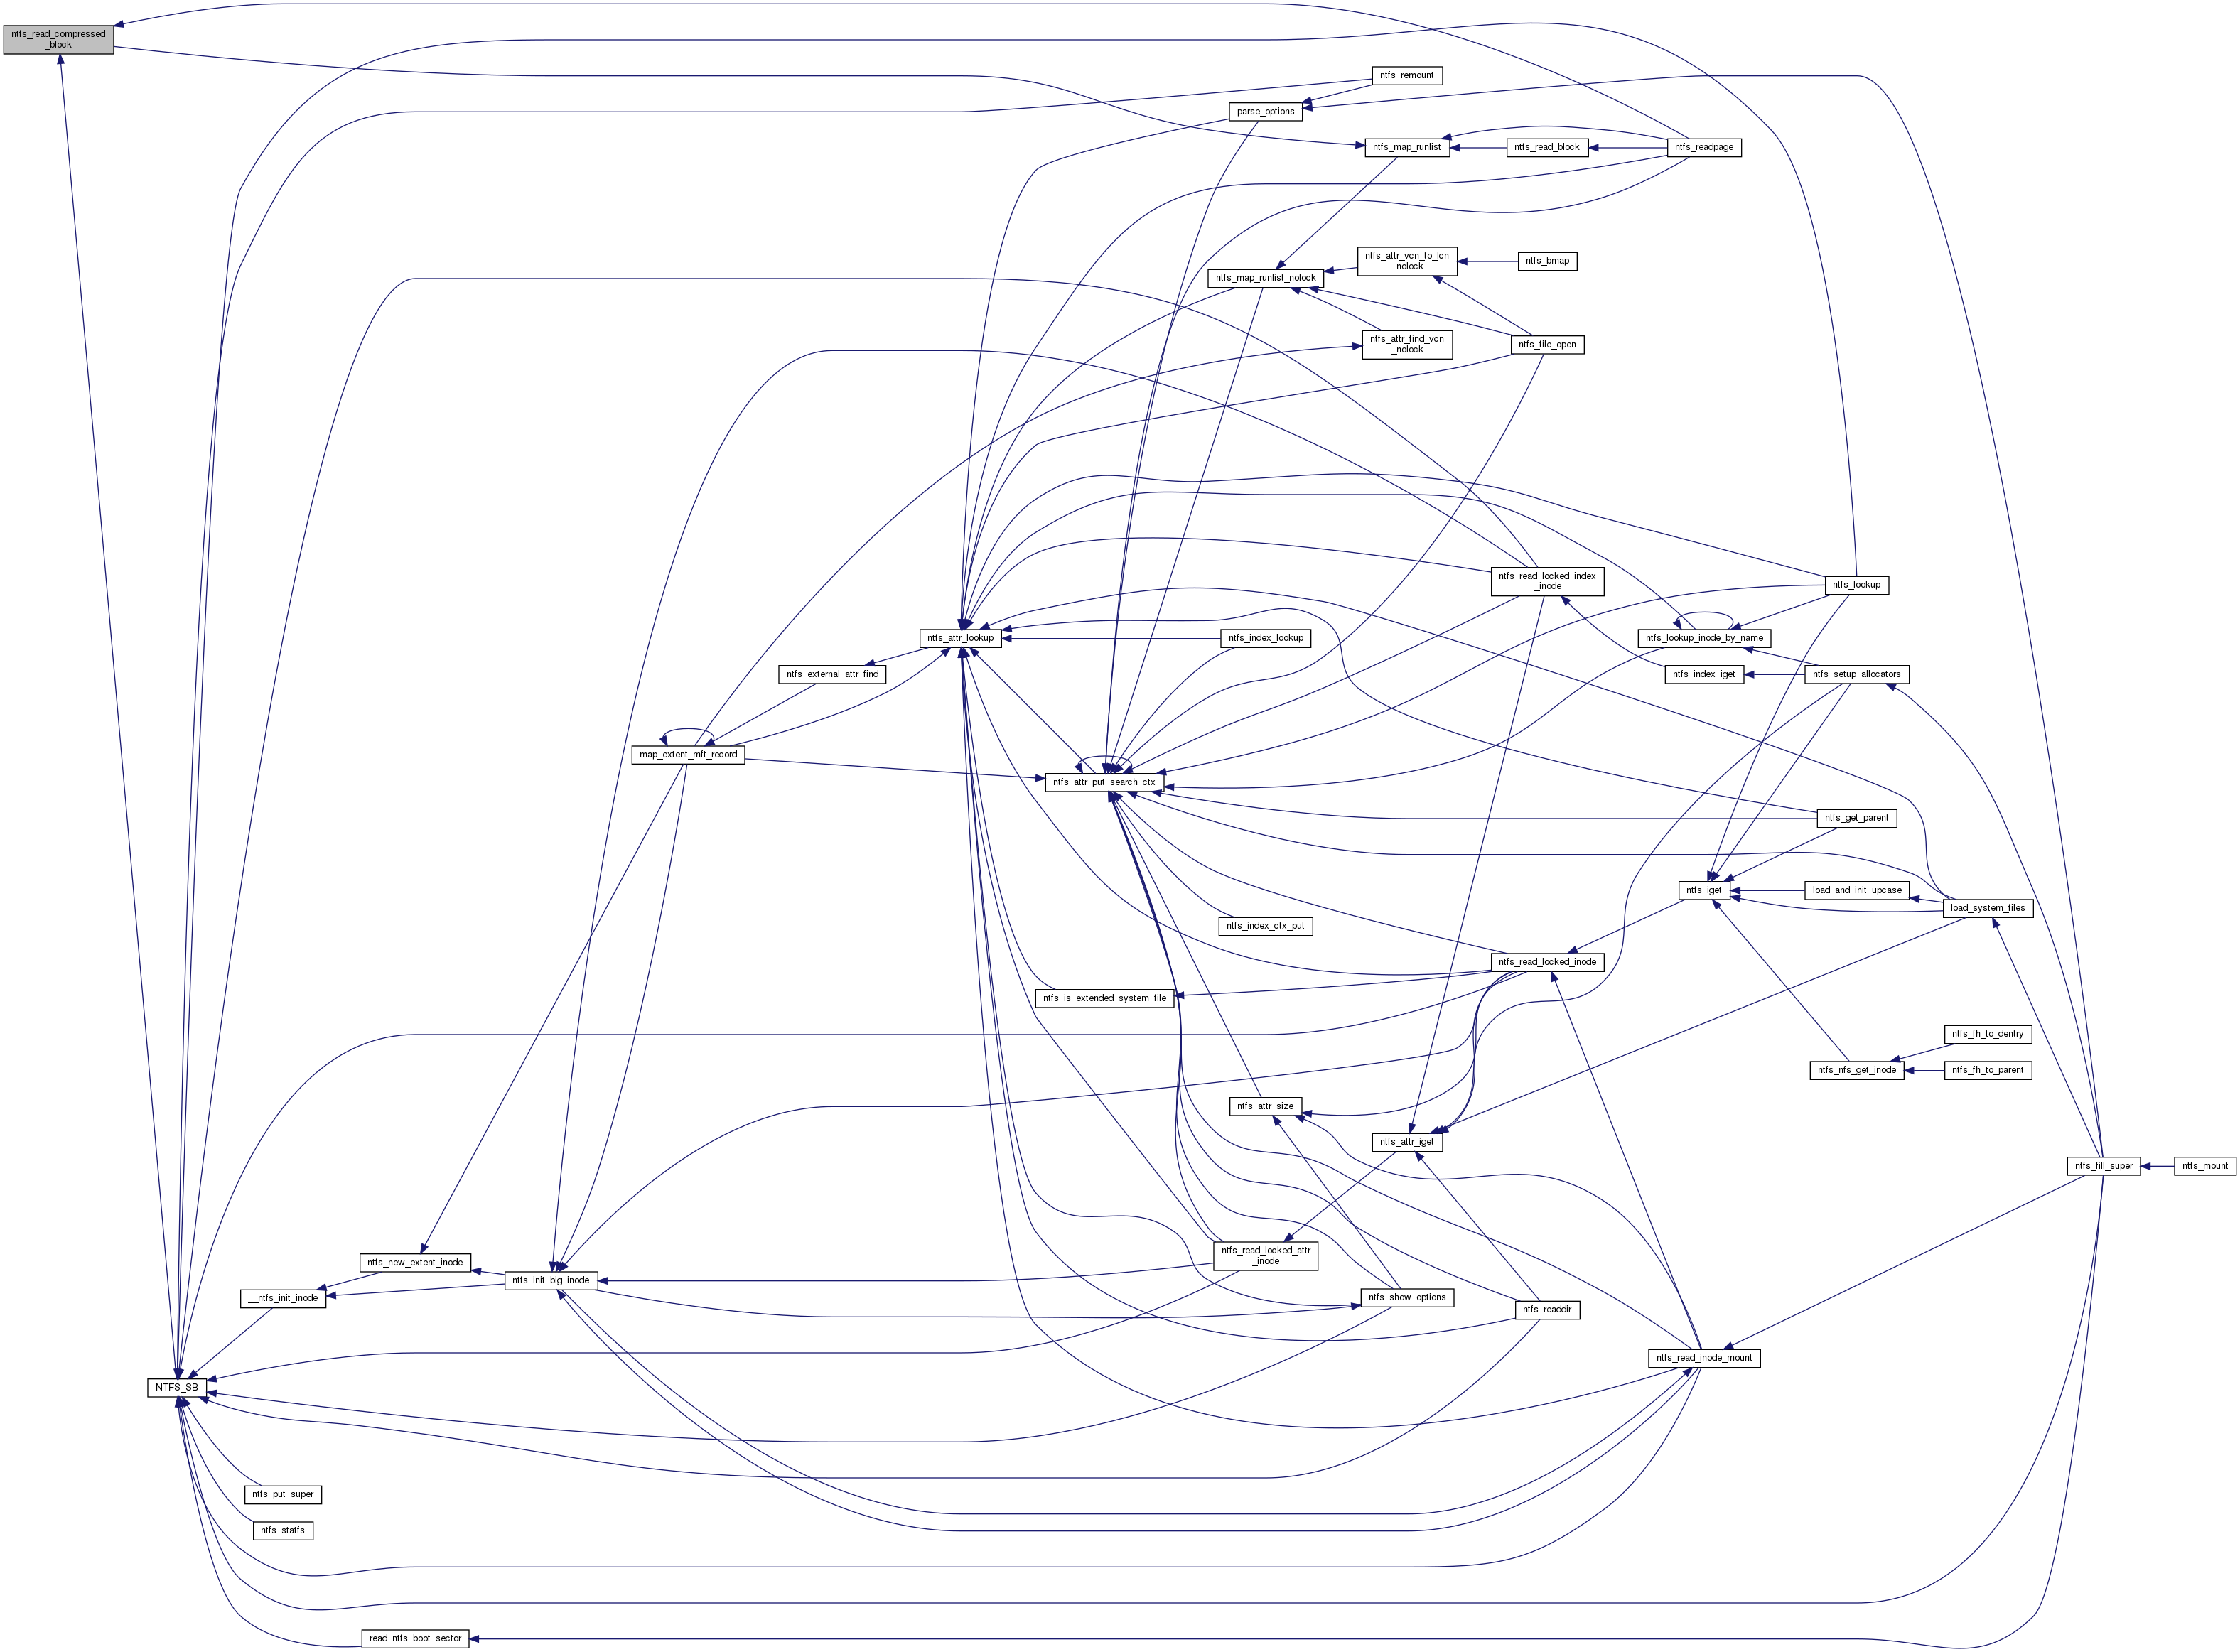 ntfs_read_compressed
_block
ntfs_remount
parse_options
ntfs_map_runlist
ntfs_read_block
ntfs_readpage
ntfs_attr_vcn_to_lcn
_nolock
ntfs_bmap
ntfs_map_runlist_nolock
ntfs_attr_find_vcn
_nolock
ntfs_file_open
ntfs_read_locked_index
_inode
ntfs_lookup
ntfs_attr_lookup
ntfs_index_lookup
ntfs_lookup_inode_by_name
ntfs_external_attr_find
ntfs_index_iget
ntfs_setup_allocators
map_extent_mft_record
ntfs_attr_put_search_ctx
ntfs_get_parent
ntfs_iget
load_and_init_upcase
load_system_files
ntfs_index_ctx_put
ntfs_read_locked_inode
ntfs_is_extended_system_file
ntfs_fh_to_dentry
ntfs_nfs_get_inode
ntfs_fh_to_parent
ntfs_attr_size
ntfs_attr_iget
ntfs_fill_super
ntfs_mount
ntfs_new_extent_inode
ntfs_read_locked_attr
_inode
ntfs_init_big_inode
__ntfs_init_inode
ntfs_show_options
ntfs_readdir
ntfs_read_inode_mount
NTFS_SB
ntfs_put_super
ntfs_statfs
read_ntfs_boot_sector